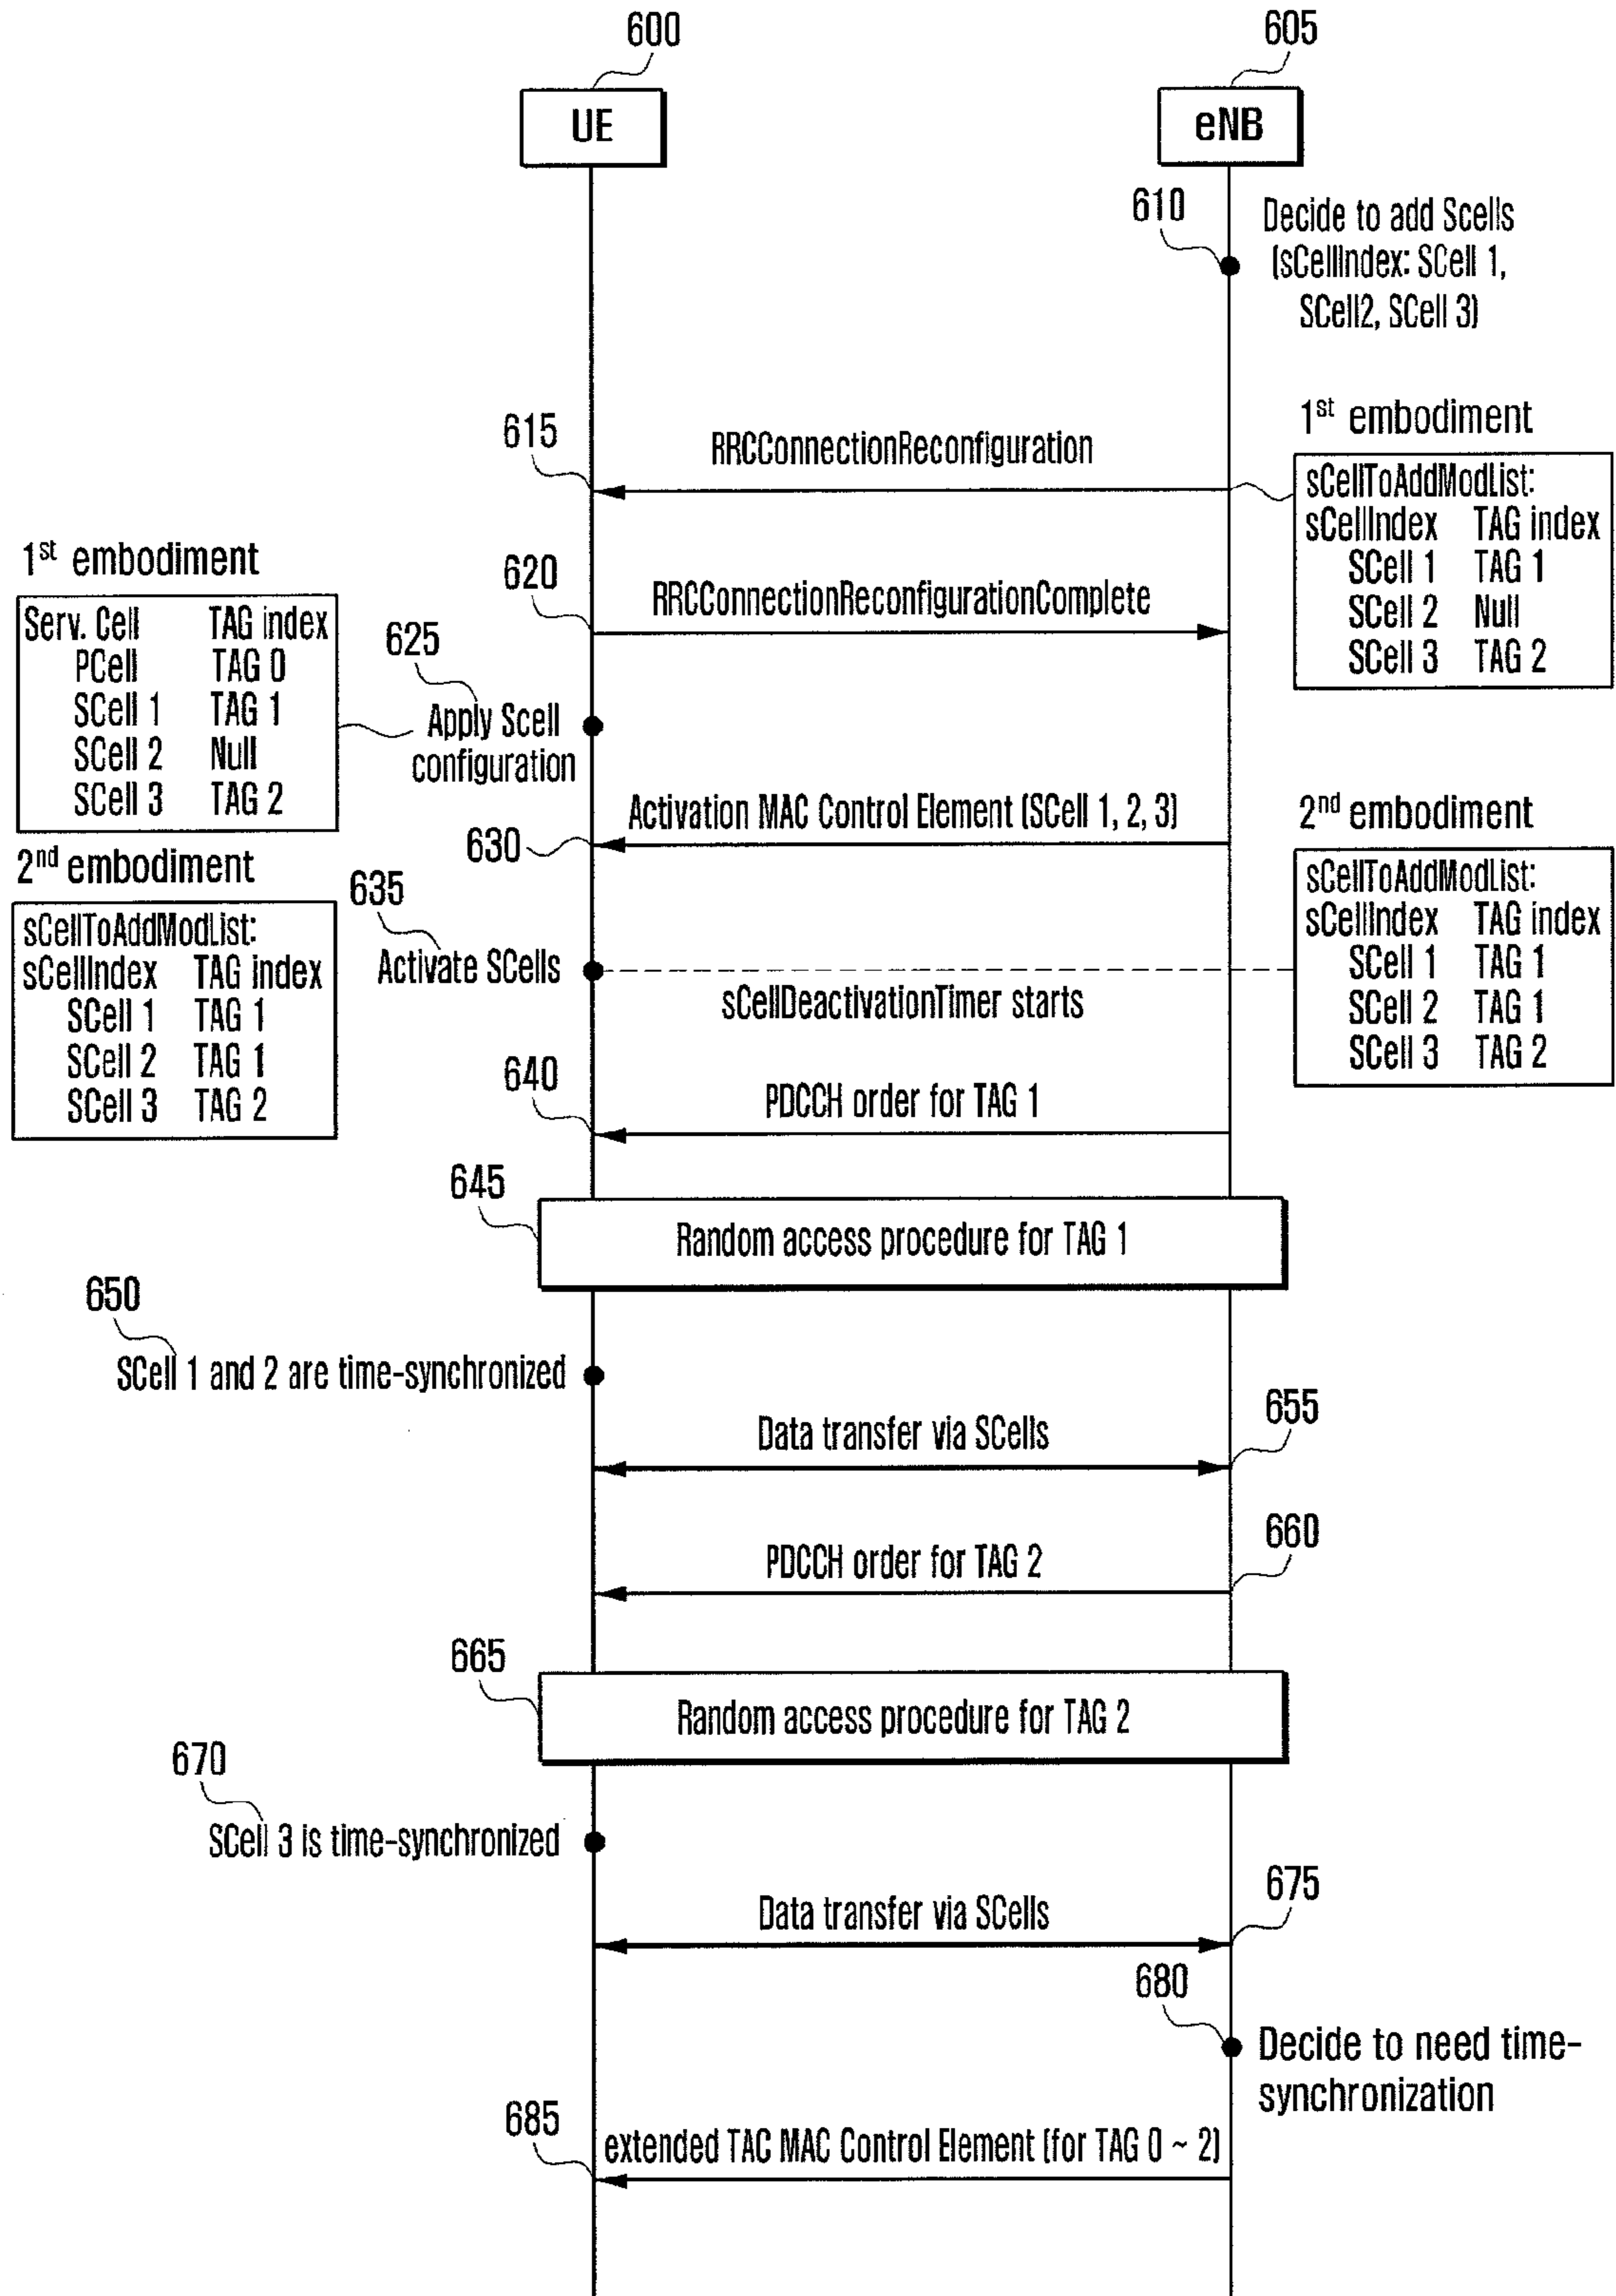 600
605
UE
eNB
610
Decide to add Scells
(sCellIndex: SCell 1,
SCell2, SCell 3)
1st embodiment
615
RRCConnectionReconfiguration
sCellToAddModList:
sCellIndex TAG index
SCell 1 TAG 1
SCell 2 Null
SCell 3 TAG 2
1st embodiment
620
RRCConnectionReconfigurationComplete
Serv. Cell TAG index
PCell TAG 0
SCell 1 TAG 1
SCell 2 Null
SCell 3 TAG 2
625
Apply Scell
configuration
Activation MAC Control Element (SCell 1, 2, 3)
630
2nd embodiment
sCellToAddModList:
sCellIndex TAG index
SCell 1 TAG 1
SCell 2 TAG 1
SCell 3 TAG 2
2nd embodiment
sCellToAddModList:
sCellIndex TAG index
SCell 1 TAG 1
SCell 2 TAG 1
SCell 3 TAG 2
635
Activate SCells
sCellDeactivationTimer starts
640
PDCCH order for TAG 1
645
Random access procedure for TAG 1
650
SCell 1 and 2 are time-synchronized
655
Data transfer via SCells
660
PDCCH order for TAG 2
665
Random access procedure for TAG 2
670
SCell 3 is time-synchronized
675
Data transfer via SCells
680
Decide to need time-
synchronization
685
extended TAC MAC Control Element (for TAG 0 ~ 2)